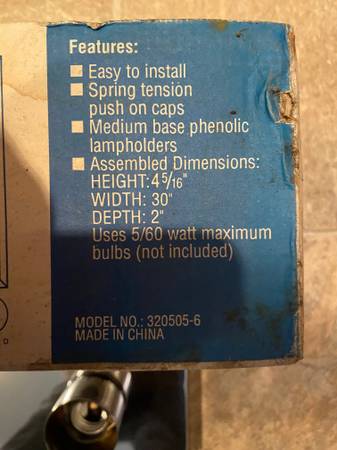 Features:
Easy to install
Spring tension
push on caps
Medium base phenolic
lampholders
Assembled Dimensions:
HEIGHT: 4 5/16"
WIDTH: 30"
DEPTH: 2"
Uses 5/60 watt maximum
bulbs (not included)
MODEL NO.: 320505-6
MADE IN CHINA